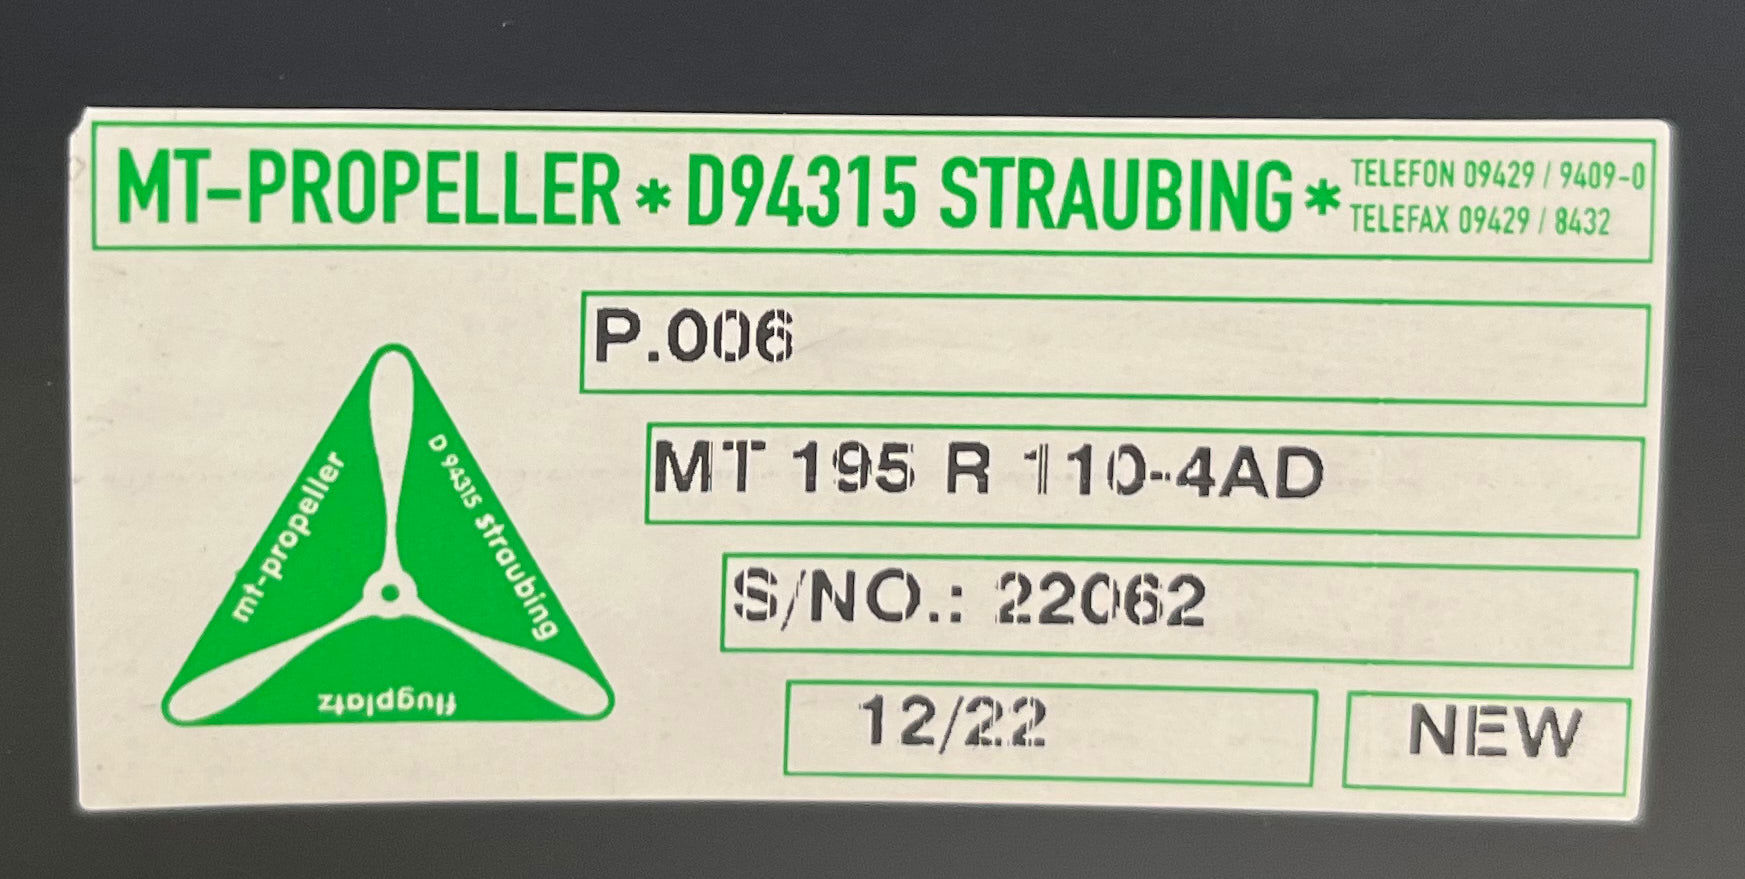 MT-PROPELLER * D94315 STRAUBING *
TELEFON 09429 / 9409-0
TELEFAX 09429 / 8432
P.006
MT 195 R 110-4AD
S/NO.: 22062
12/22
NEW
mt-propeller
D 94315 straubing
flugplatz